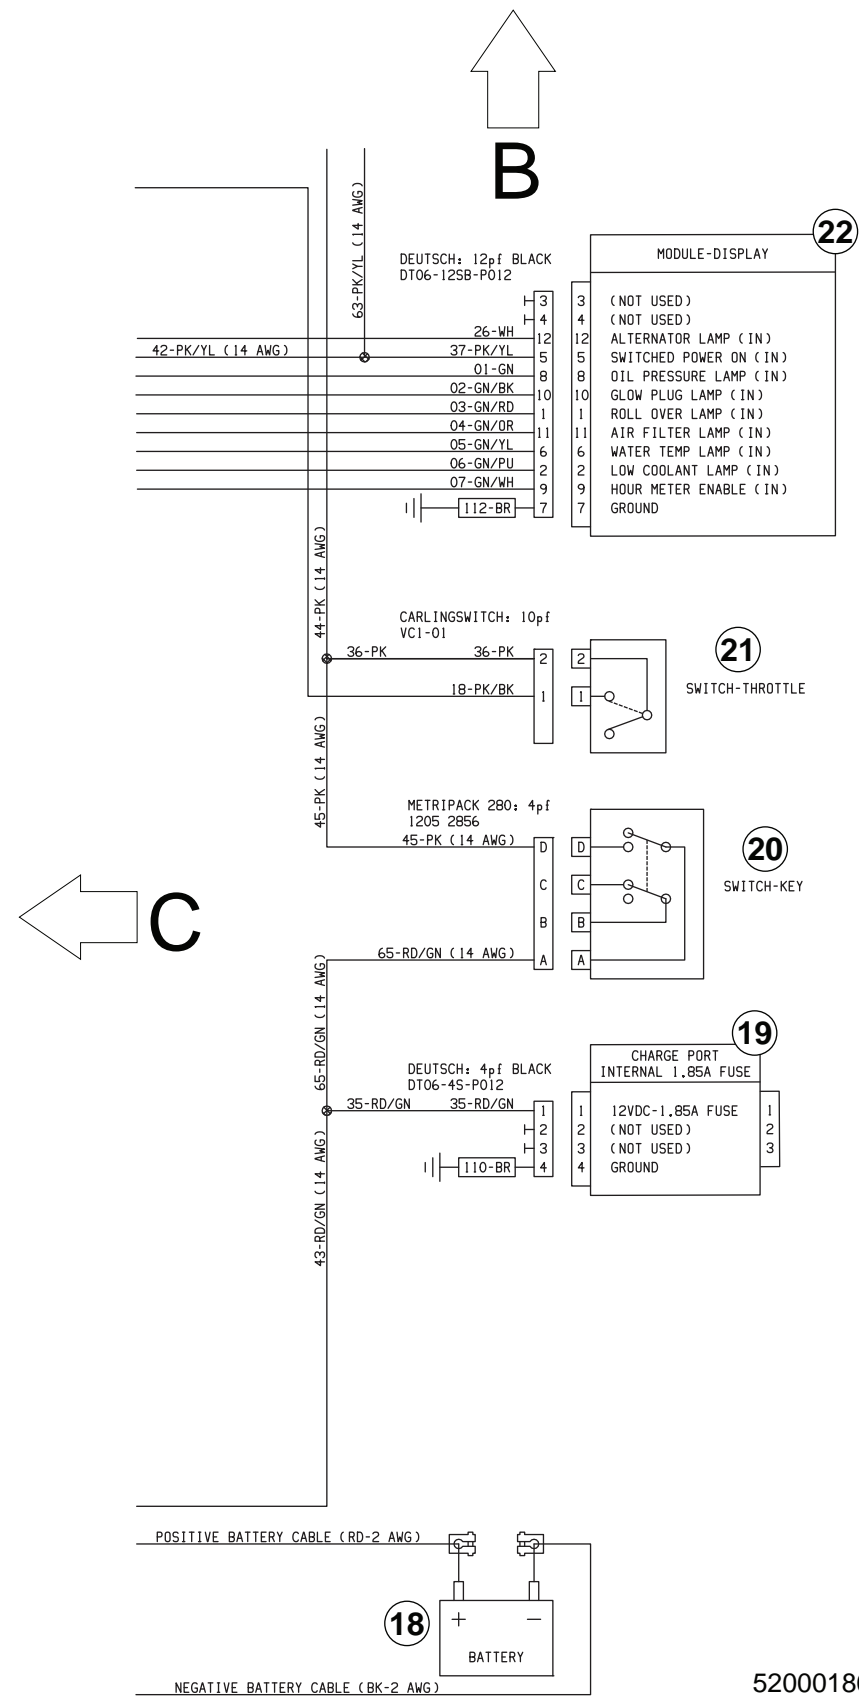 B
63-PK/YL (14 AWG)
22
MODULE-DISPLAY
DEUTSCH: 12pf BLACK
DT06-12SB-P012
3 3 (NOT USED)
4 4 (NOT USED)
26-WH 12 12 ALTERNATOR LAMP (IN)
42-PK/YL (14 AWG) 37-PK/YL 5 5 SWITCHED POWER ON (IN)
01-GN 8 8 OIL PRESSURE LAMP (IN)
02-GN/BK 10 10 GLOW PLUG LAMP (IN)
03-GN/RD 1 1 ROLL OVER LAMP (IN)
04-GN/OR 11 11 AIR FILTER LAMP (IN)
05-GN/YL 6 6 WATER TEMP LAMP (IN)
06-GN/PU 2 2 LOW COOLANT LAMP (IN)
07-GN/WH 9 9 HOUR METER ENABLE (IN)
112-BR 7 7 GROUND
44-PK (14 AWG)
CARLINGSWITCH: 10pf
VC1-01
36-PK 36-PK 2 2
18-PK/BK 1 1
21
SWITCH-THROTTLE
45-PK (14 AWG)
METRIPACK 280: 4pf
1205 2856
45-PK (14 AWG) D D
C C
B B
65-RD/GN (14 AWG) A A
20
SWITCH-KEY
C
65-RD/GN (14 AWG)
19
CHARGE PORT
INTERNAL 1.85A FUSE
DEUTSCH: 4pf BLACK
DT06-4S-P012
35-RD/GN 35-RD/GN 1 1 12VDC-1.85A FUSE 1
2 2 (NOT USED) 2
3 3 (NOT USED) 3
110-BR 4 4 GROUND
43-RD/GN (14 AWG)
POSITIVE BATTERY CABLE (RD-2 AWG)
18
+ −
BATTERY
NEGATIVE BATTERY CABLE (BK-2 AWG)